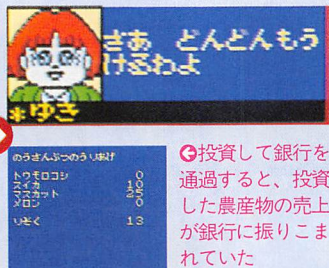 さあ どんどんもう
けるわよ
*ゆき
のうさんぶつのうりあげ
トウモロコシ 0
スイカ 10
マスカット 25
メロン 0
りそく 13
投資して銀行を
通過すると、投資
した農産物の売上
が銀行に振りこま
れていた